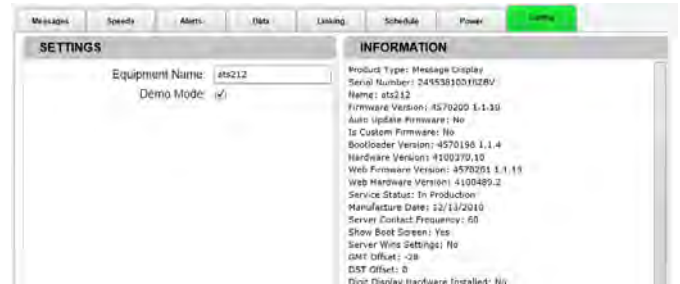 Messages Speeds Alerts Data Linking Schedule Power Config
SETTINGS
Equipment Name: ats212
Demo Mode:
INFORMATION
Product Type: Message Display
Serial Number:
Name: ats212
Firmware Version: 4570200 1.1.10
Auto Update Firmware: No
Is Custom Firmware: No
Bootloader Version: 4570198 1.1.4
Hardware Version: 4100370.10
Web Firmware Version: 4570201 1.1.13
Web Hardware Version: 4100489.2
Service Status: In Production
Manufacture Date: 12/13/2010
Server Contact Frequency: 60
Show Boot Screen: Yes
Server Wins Settings: No
GMT Offset: -28
DST Offset: 0
Digit Display Hardware Installed: No